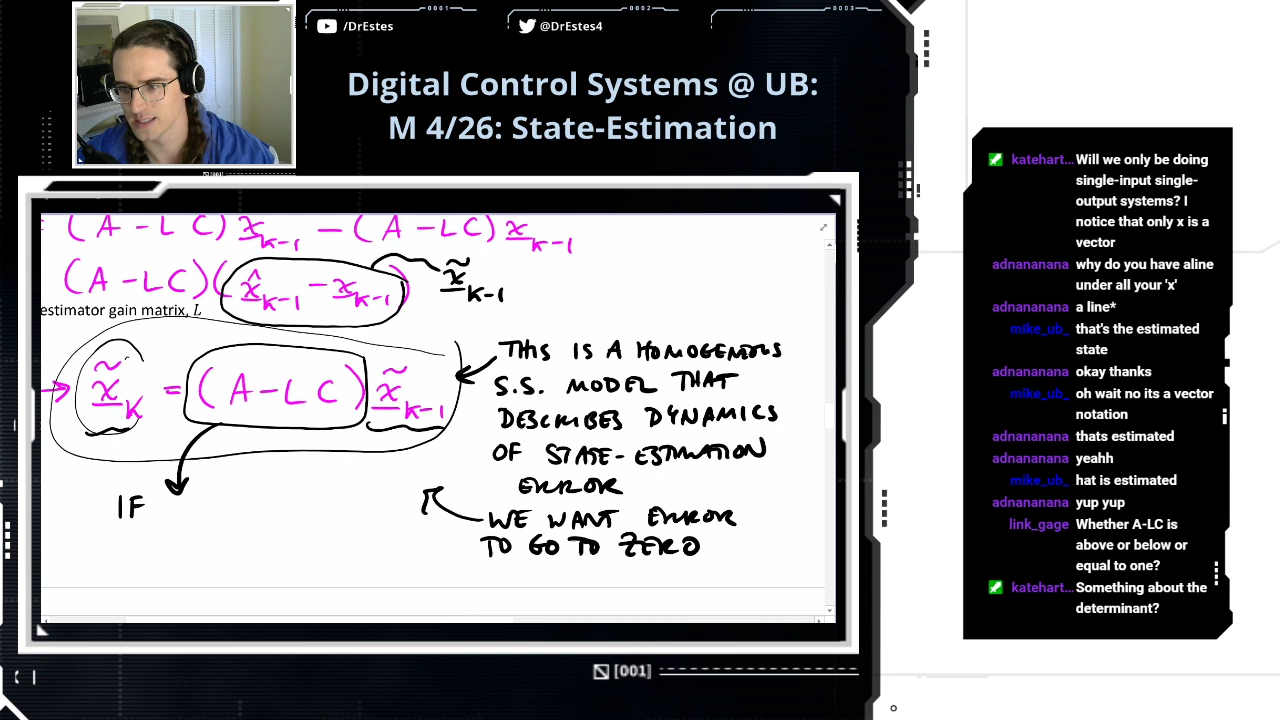 0001
0002
0003
/DrEstes
@DrEstes4
Digital Control Systems @ UB:
M 4/26: State-Estimation
[001]
(A-LC) x̲ₖ₋₁ - (A-LC) x̲ₖ₋₁
(A-LC)( x̲̂ₖ₋₁ - x̲ₖ₋₁ ) x̲̃ₖ₋₁
estimator gain matrix, L
x̲̃ₖ = (A-LC) x̲̃ₖ₋₁
THIS IS A HOMOGENOUS
S.S. MODEL THAT
DESCRIBES DYNAMICS
OF STATE-ESTIMATION
ERROR
IF
WE WANT ERROR
TO GO TO ZERO
[001]
katehart... Will we only be doing
single-input single-
output systems? I
notice that only x is a
vector
adnananana why do you have aline
under all your 'x'
adnananana a line*
mike_ub_ that's the estimated
state
adnananana okay thanks
mike_ub_ oh wait no its a vector
notation
adnananana thats estimated
adnananana yeahh
mike_ub_ hat is estimated
adnananana yup yup
link_gage Whether A-LC is
above or below or
equal to one?
katehart... Something about the
determinant?